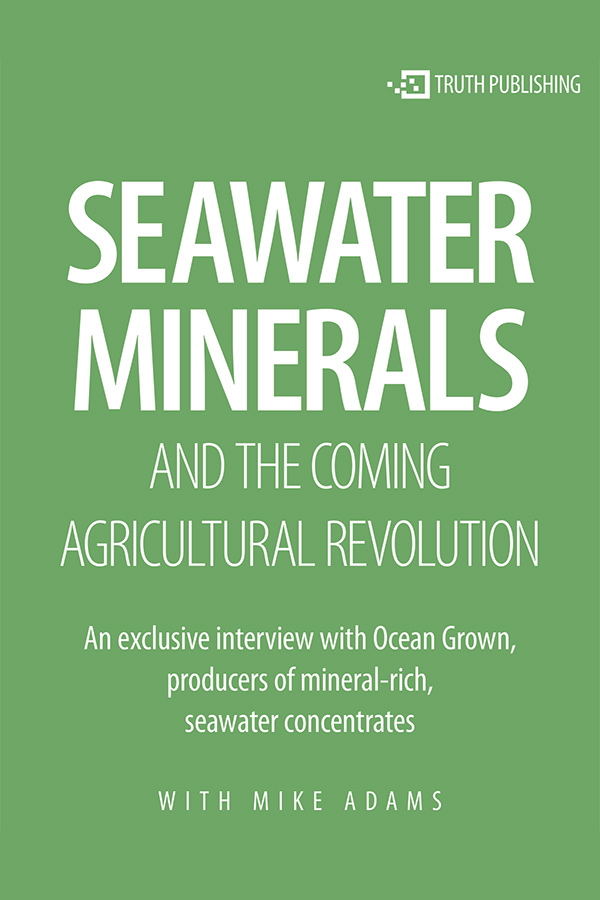 TRUTH PUBLISHING
SEAWATER
MINERALS
AND THE COMING
AGRICULTURAL REVOLUTION
An exclusive interview with Ocean Grown,
producers of mineral-rich,
seawater concentrates
WITH MIKE ADAMS